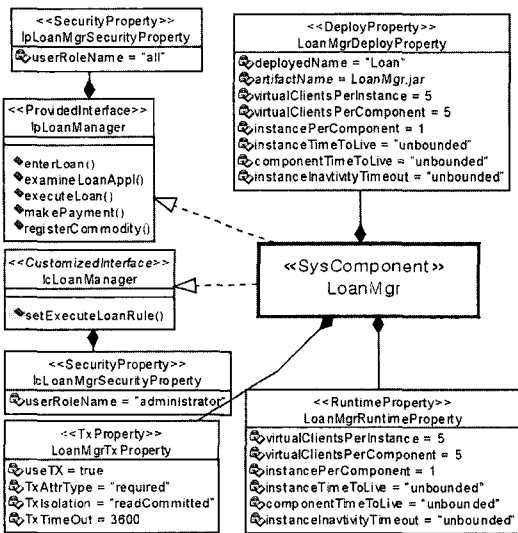 <<SecurityProperty>>
IpLoanMgrSecurityProperty
userRoleName = "all"
<<ProvidedInterface>>
IpLoanManager
enterLoan()
examineLoanAppl()
executeLoan()
makePayment()
registerCommodity()
<<CustomizedInterface>>
IcLoanManager
setExecuteLoanRule()
<<SecurityProperty>>
IcLoanMgrSecurityProperty
userRoleName = "administrator"
<<TxProperty>>
LoanMgrTxProperty
useTX = true
TxAttrType = "required"
TxIsolation = "readCommitted"
TxTimeOut = 3600
<<DeployProperty>>
LoanMgrDeployProperty
deployedName = "Loan"
artifactName = LoanMgr.jar
virtualClientsPerInstance = 5
virtualClientsPerComponent = 5
instancePerComponent = 1
instanceTimeToLive = "unbounded"
componentTimeToLive = "unbounded"
instanceInavtivityTimeout = "unbounded"
«SysComponent»
LoanMgr
<<RuntimeProperty>>
LoanMgrRuntimeProperty
virtualClientsPerInstance = 5
virtualClientsPerComponent = 5
instancePerComponent = 1
instanceTimeToLive = "unbounded"
componentTimeToLive = "unbounded"
instanceInavtivityTimeout = "unbounded"